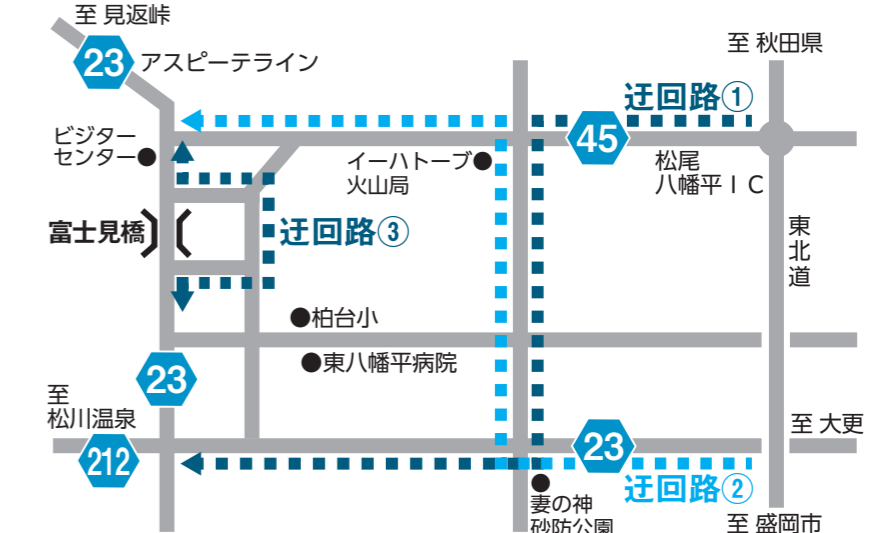 至 見返峠
23
アスピーテライン
至 秋田県
迂回路①
45
松尾
八幡平IC
ビジター
センター●
イーハトーブ●
火山局
富士見橋
迂回路③
東北道
●柏台小
●東八幡平病院
23
至
松川温泉
212
23
至 大更
迂回路②
●
妻の神
砂防公園
至 盛岡市